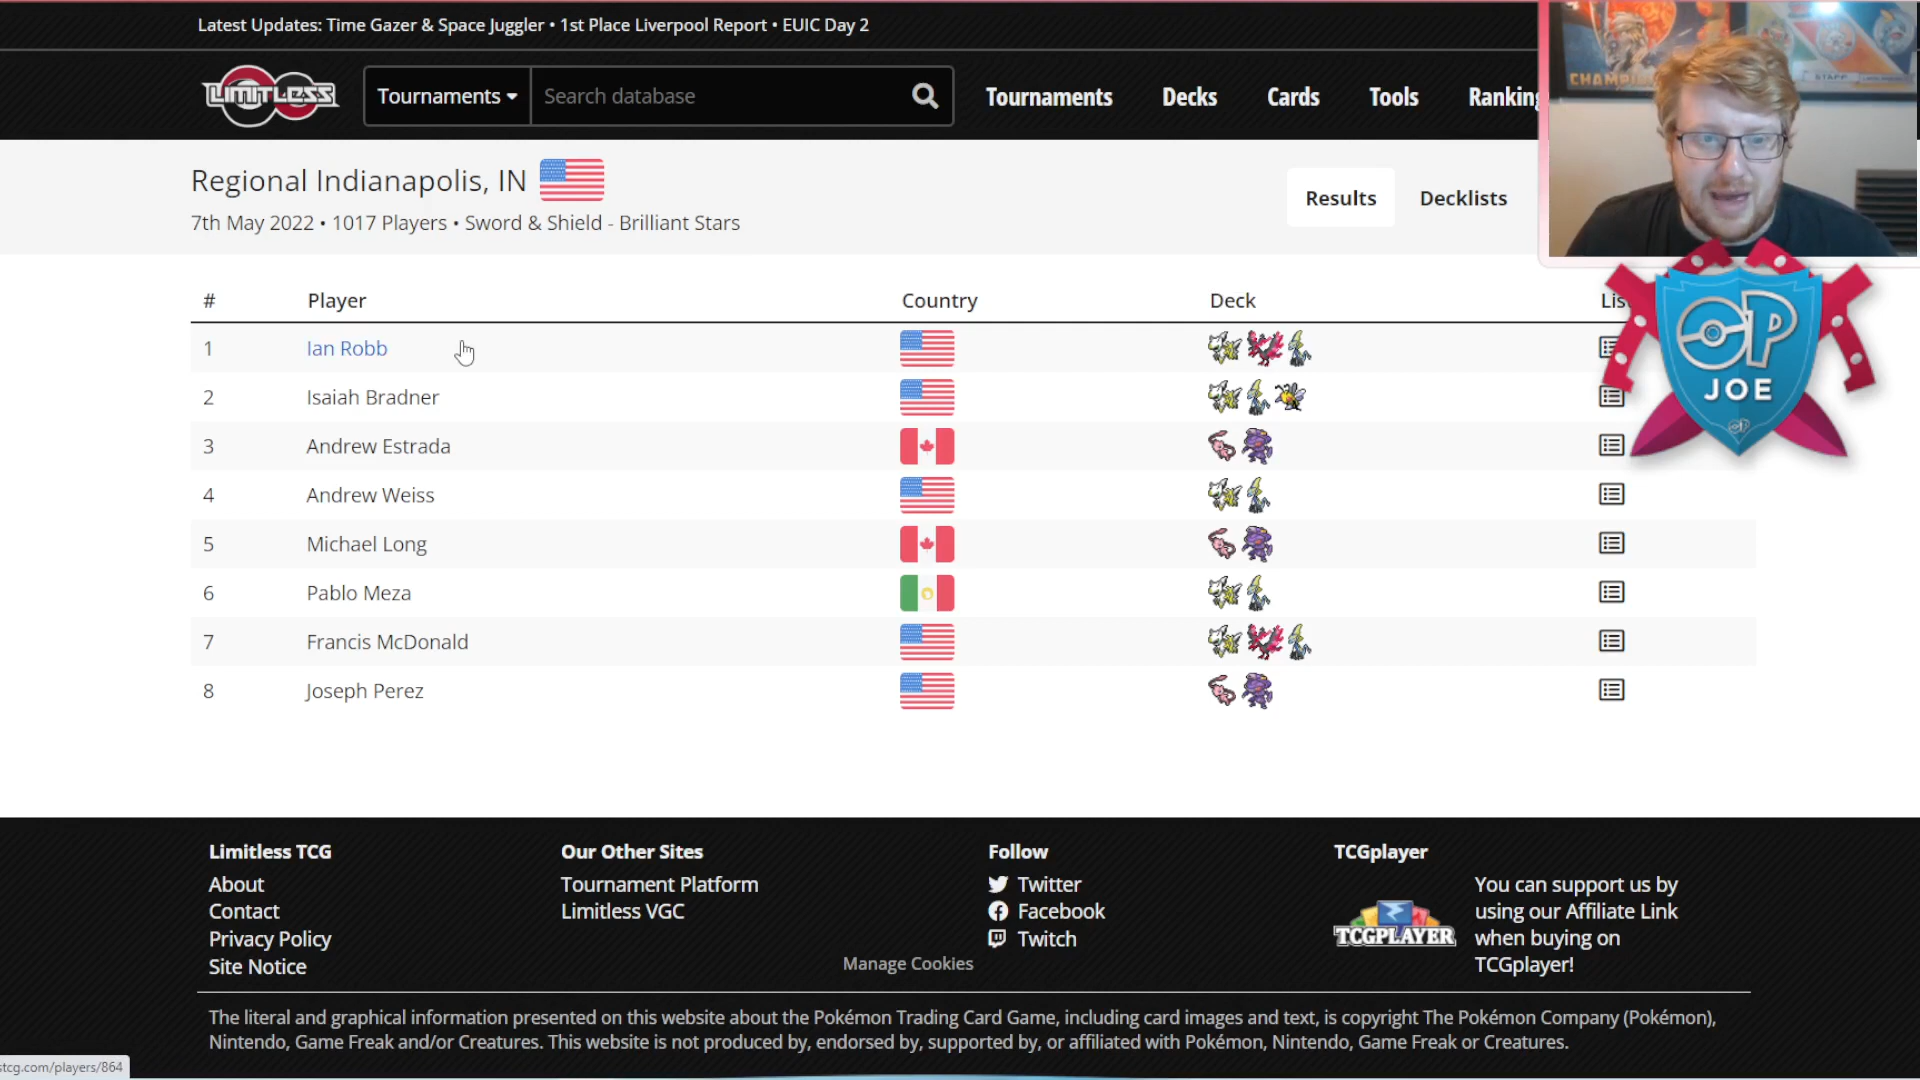 Latest Updates: Time Gazer & Space Juggler • 1st Place Liverpool Report • EUIC Day 2
LIMITLESS
Tournaments
Search database
Tournaments
Decks
Cards
Tools
CHAMPI
Regional Indianapolis, IN
7th May 2022 • 1017 Players • Sword & Shield - Brilliant Stars
Results
Decklists
# Player Country Deck
1 Ian Robb
2 Isaiah Bradner
3 Andrew Estrada
4 Andrew Weiss
5 Michael Long
6 Pablo Meza
7 Francis McDonald
8 Joseph Perez
OP
JOE
Limitless TCG
About
Contact
Privacy Policy
Site Notice
Our Other Sites
Tournament Platform
Limitless VGC
Follow
Twitter
Facebook
Twitch
Manage Cookies
TCGplayer
TCGPLAYER
You can support us by
using our Affiliate Link
when buying on
TCGplayer!
The literal and graphical information presented on this website about the Pokémon Trading Card Game, including card images and text, is copyright The Pokémon Company (Pokémon),
Nintendo, Game Freak and/or Creatures. This website is not produced by, endorsed by, supported by, or affiliated with Pokémon, Nintendo, Game Freak or Creatures.
stcg.com/players/864